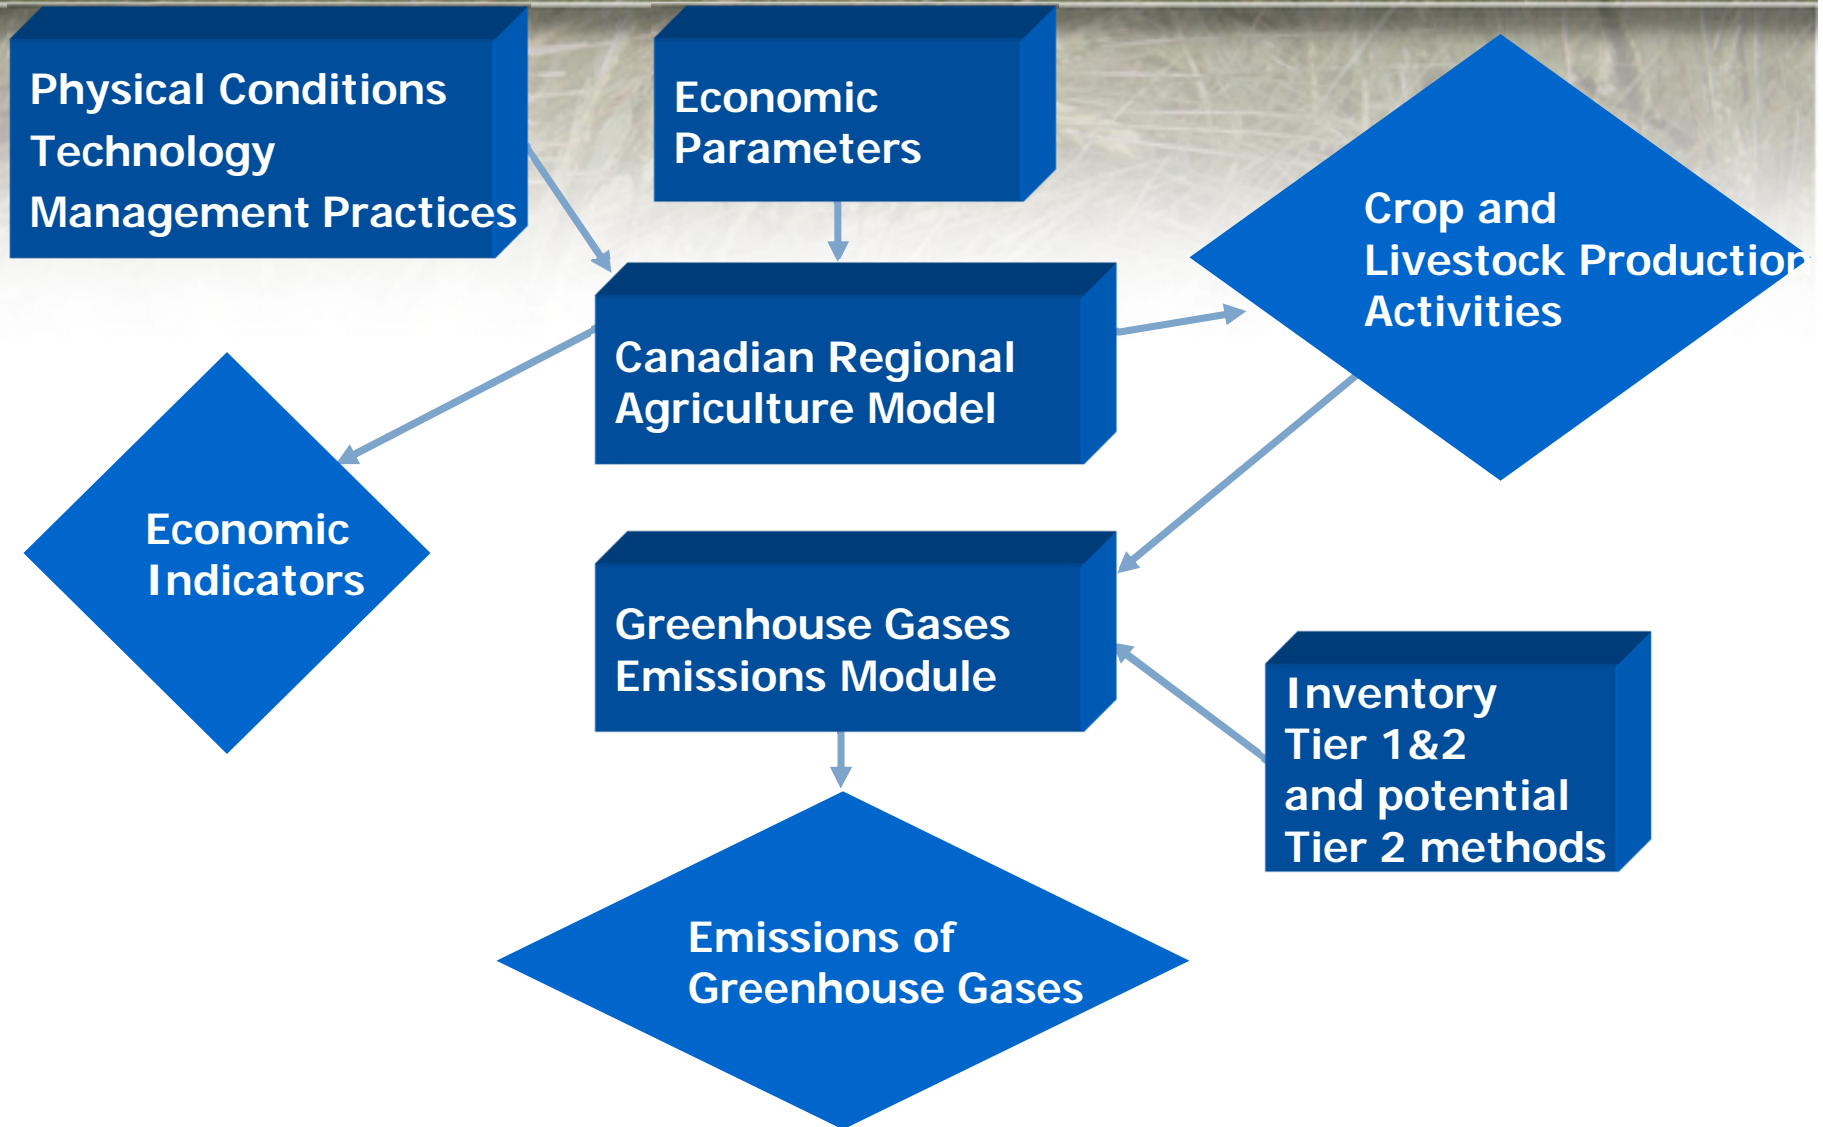 Physical Conditions
Technology
Management Practices
Economic
Parameters
Crop and
Livestock Production
Activities
Canadian Regional
Agriculture Model
Economic
Indicators
Greenhouse Gases
Emissions Module
Inventory
Tier 1&2
and potential
Tier 2 methods
Emissions of
Greenhouse Gases